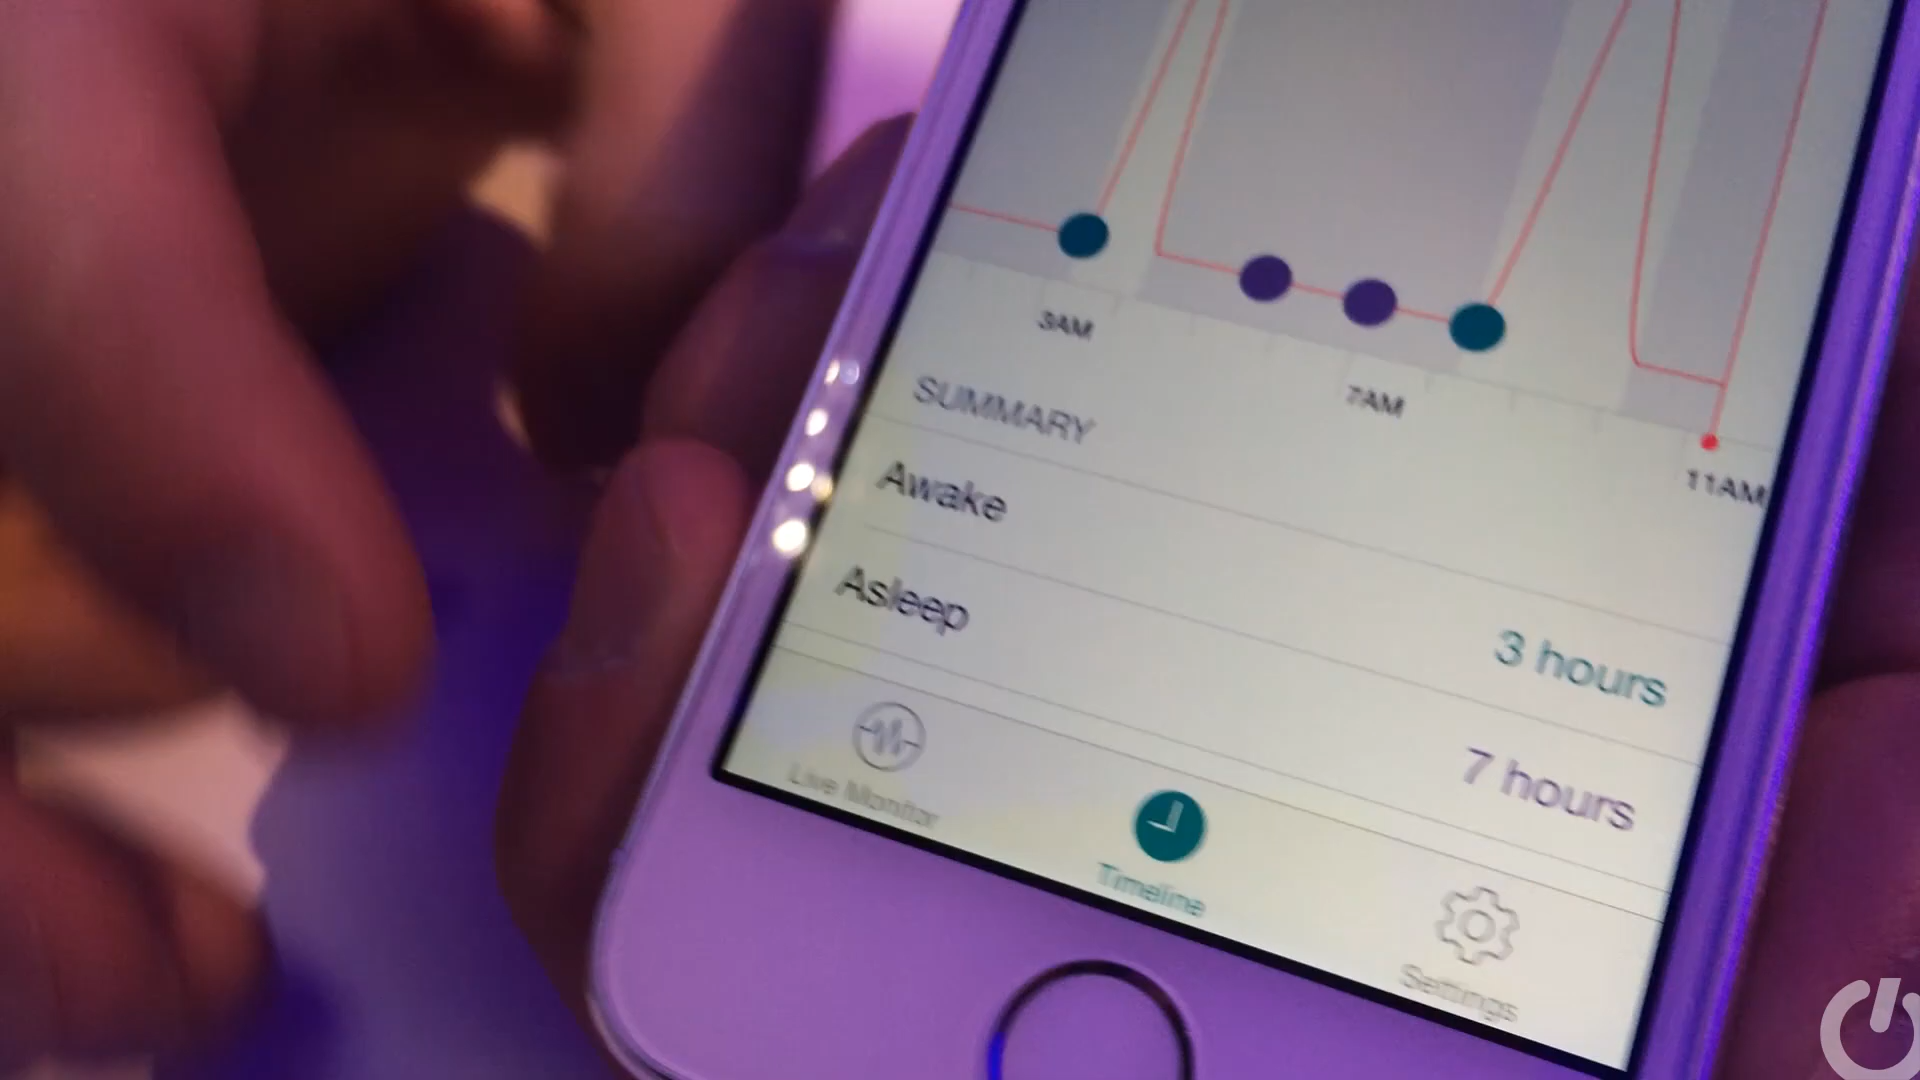 3AM
7AM
11AM
SUMMARY
Awake
3 hours
Asleep
7 hours
Live Monitor
Timeline
Settings